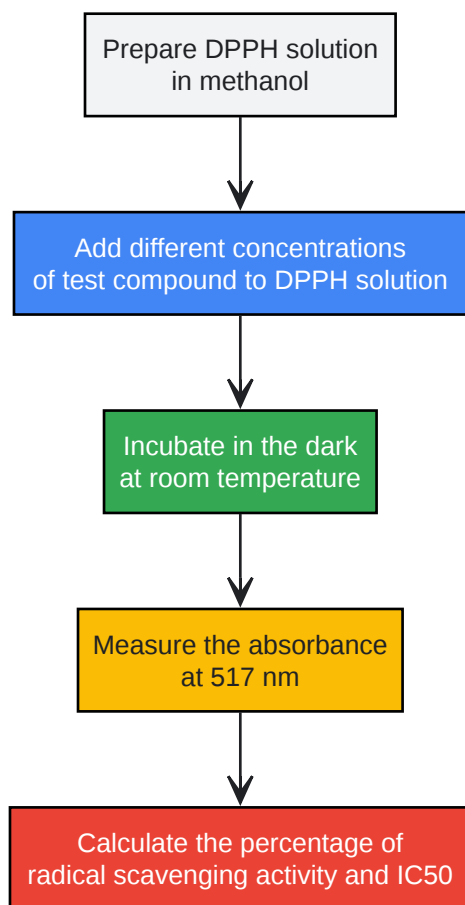 Prepare DPPH solution
in methanol
Add different concentrations
of test compound to DPPH solution
Incubate in the dark
at room temperature
Measure the absorbance
at 517 nm
Calculate the percentage of
radical scavenging activity and IC50